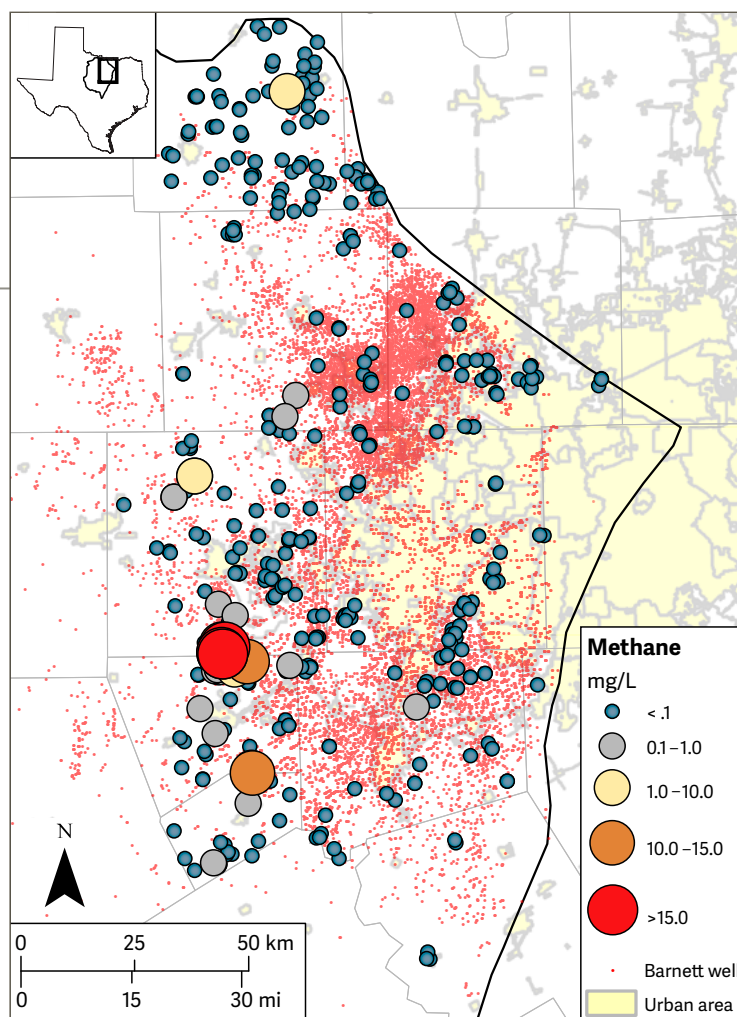 N
0 25 50 km
0 15 30 mi
Methane
mg/L
< .1
0.1–1.0
1.0–10.0
10.0–15.0
>15.0
Barnett well
Urban area